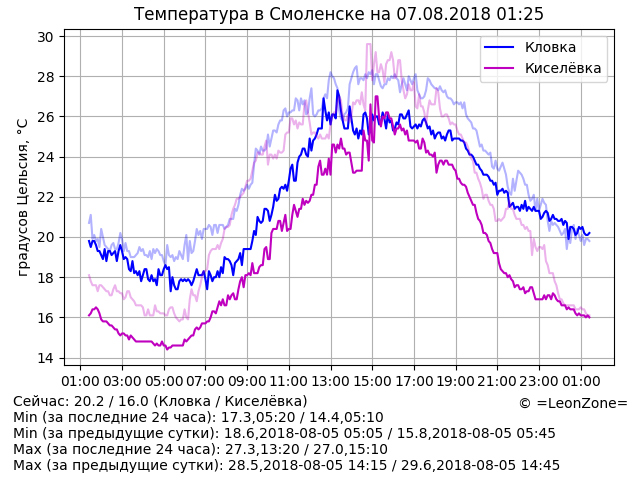 Температура в Смоленске на 07.08.2018 01:25
30
28
26
24
22
20
18
16
14
градусов Цельсия, °C
Кловка
Киселёвка
01:00 03:00 05:00 07:00 09:00 11:00 13:00 15:00 17:00 19:00 21:00 23:00 01:00
Сейчас: 20.2 / 16.0 (Кловка / Киселёвка)
© =LeonZone=
Min (за последние 24 часа): 17.3,05:20 / 14.4,05:10
Min (за предыдущие сутки): 18.6,2018-08-05 05:05 / 15.8,2018-08-05 05:45
Max (за последние 24 часа): 27.3,13:20 / 27.0,15:10
Max (за предыдущие сутки): 28.5,2018-08-05 14:15 / 29.6,2018-08-05 14:45